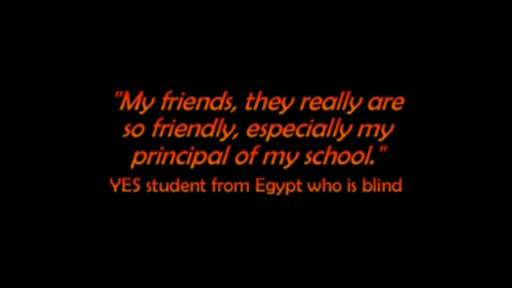 "My friends, they really are
so friendly, especially my
principal of my school."
YES student from Egypt who is blind